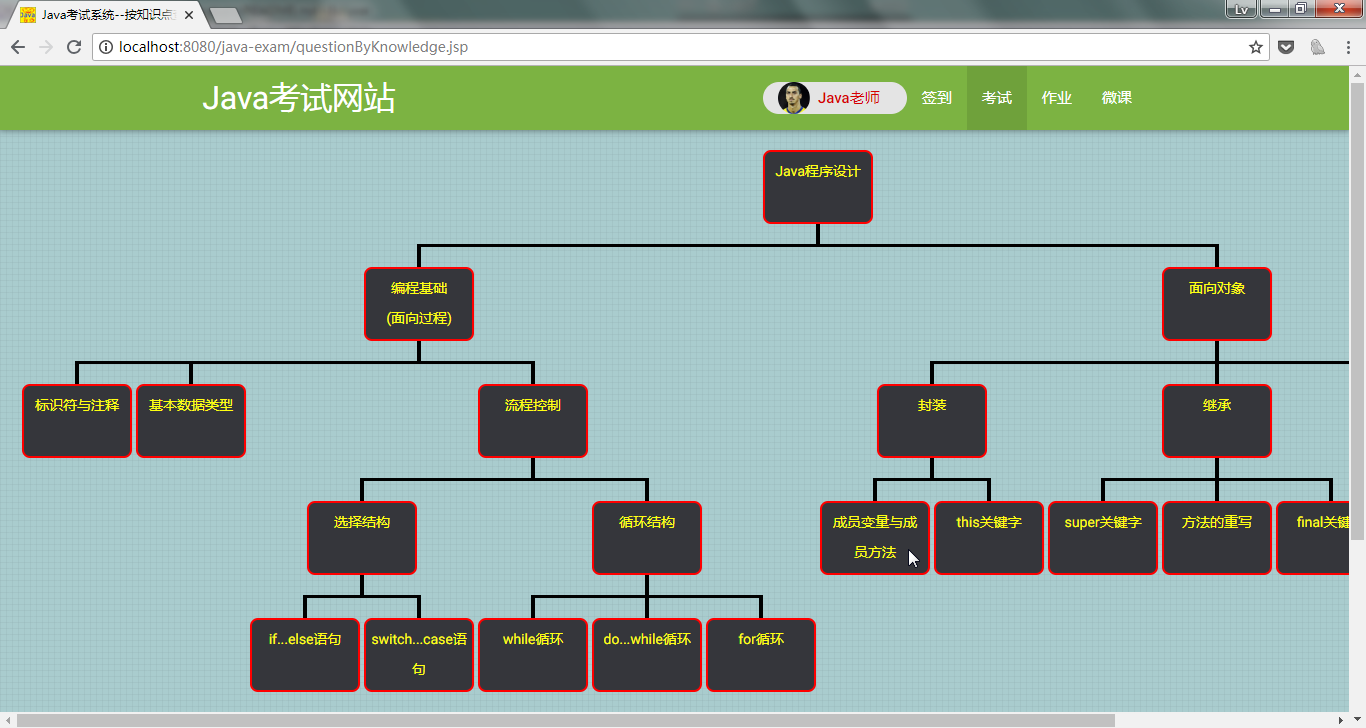 Java考试系统--按知识点
Lv
localhost:8080/java-exam/questionByKnowledge.jsp
Java考试网站
Java老师
签到
考试
作业
微课
Java程序设计
编程基础
(面向过程)
面向对象
标识符与注释
基本数据类型
流程控制
封装
继承
选择结构
循环结构
成员变量与成
员方法
this关键字
super关键字
方法的重写
final关键
if...else语句
switch...case语
句
while循环
do...while循环
for循环